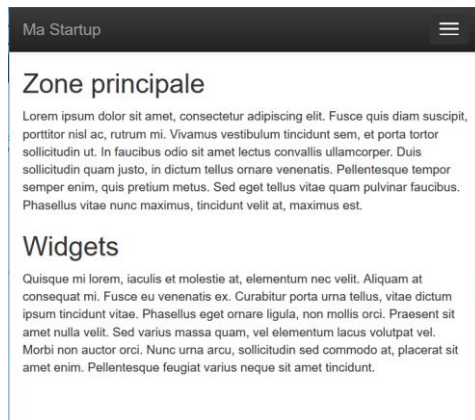 Ma Startup
Zone principale
Lorem ipsum dolor sit amet, consectetur adipiscing elit. Fusce quis diam suscipit,
porttitor nisl ac, rutrum mi. Vivamus vestibulum tincidunt sem, et porta tortor
sollicitudin ut. In faucibus odio sit amet lectus convallis ullamcorper. Duis
sollicitudin quam justo, in dictum tellus ornare venenatis. Pellentesque tempor
semper enim, quis pretium metus. Sed eget tellus vitae quam pulvinar faucibus.
Phasellus vitae nunc maximus, tincidunt velit at, maximus est.
Widgets
Quisque mi lorem, iaculis et molestie at, elementum nec velit. Aliquam at
consequat mi. Fusce eu venenatis ex. Curabitur porta urna tellus, vitae dictum
ipsum tincidunt vitae. Phasellus eget ornare ligula, non mollis orci. Praesent sit
amet nulla velit. Sed varius massa quam, vel elementum lacus volutpat vel.
Morbi non auctor orci. Nunc urna arcu, sollicitudin sed commodo at, placerat sit
amet enim. Pellentesque feugiat varius neque sit amet tincidunt.